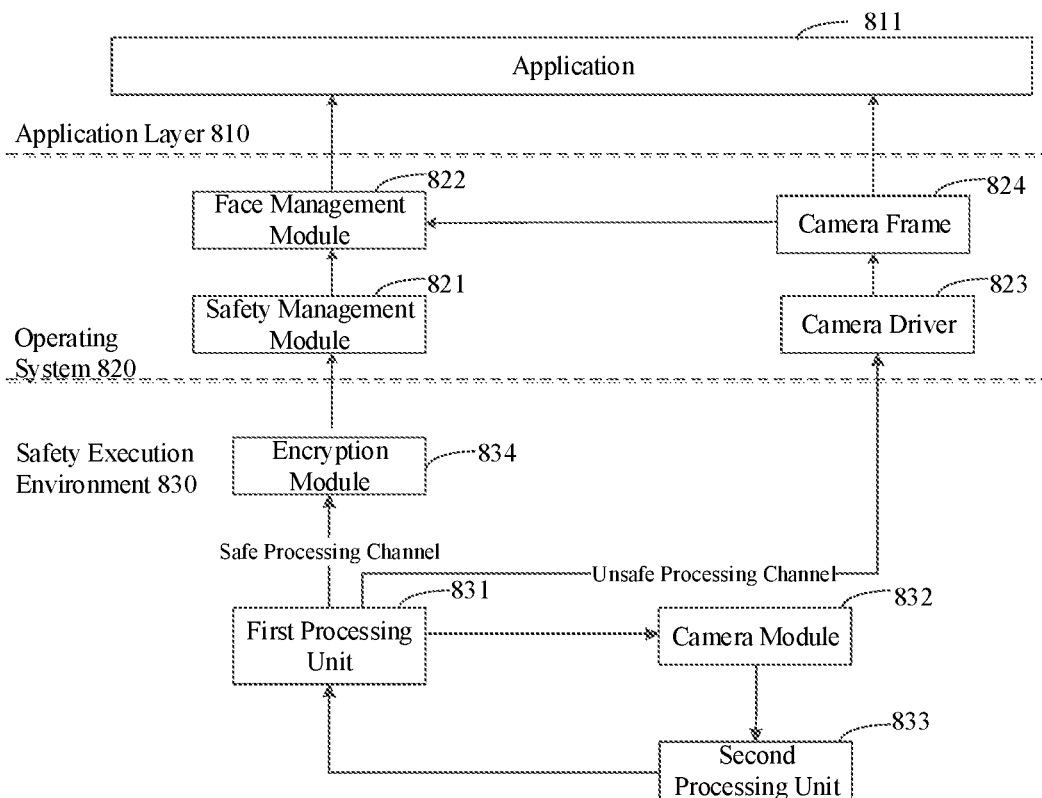 811
Application
Application Layer 810
822
Face Management
Module
824
Camera Frame
821
Safety Management
Module
823
Camera Driver
Operating
System 820
Safety Execution
Environment 830
Encryption
Module
834
Safe Processing Channel
Unsafe Processing Channel
831
First Processing
Unit
832
Camera Module
833
Second
Processing Unit